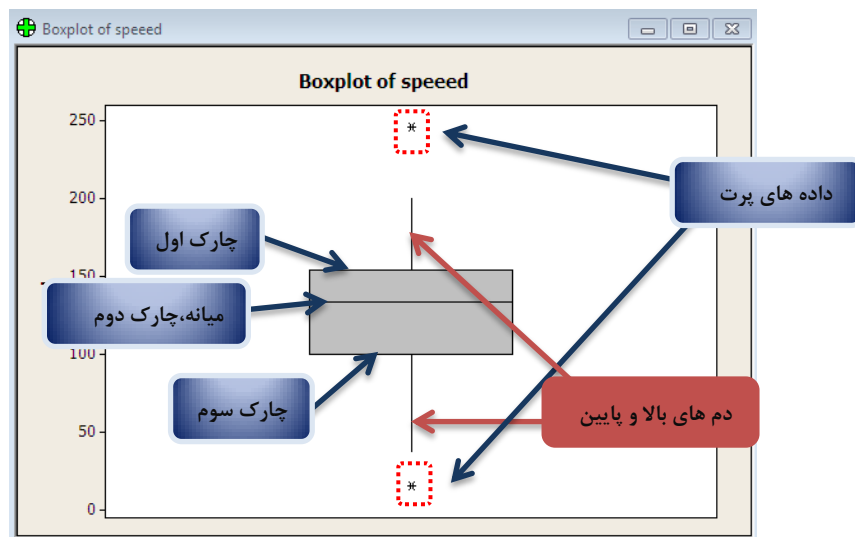 Boxplot of speeed
Boxplot of speeed
250
200
150
100
50
0
داده های پرت
چارک اول
میانه،چارک دوم
چارک سوم
دم های بالا و پایین